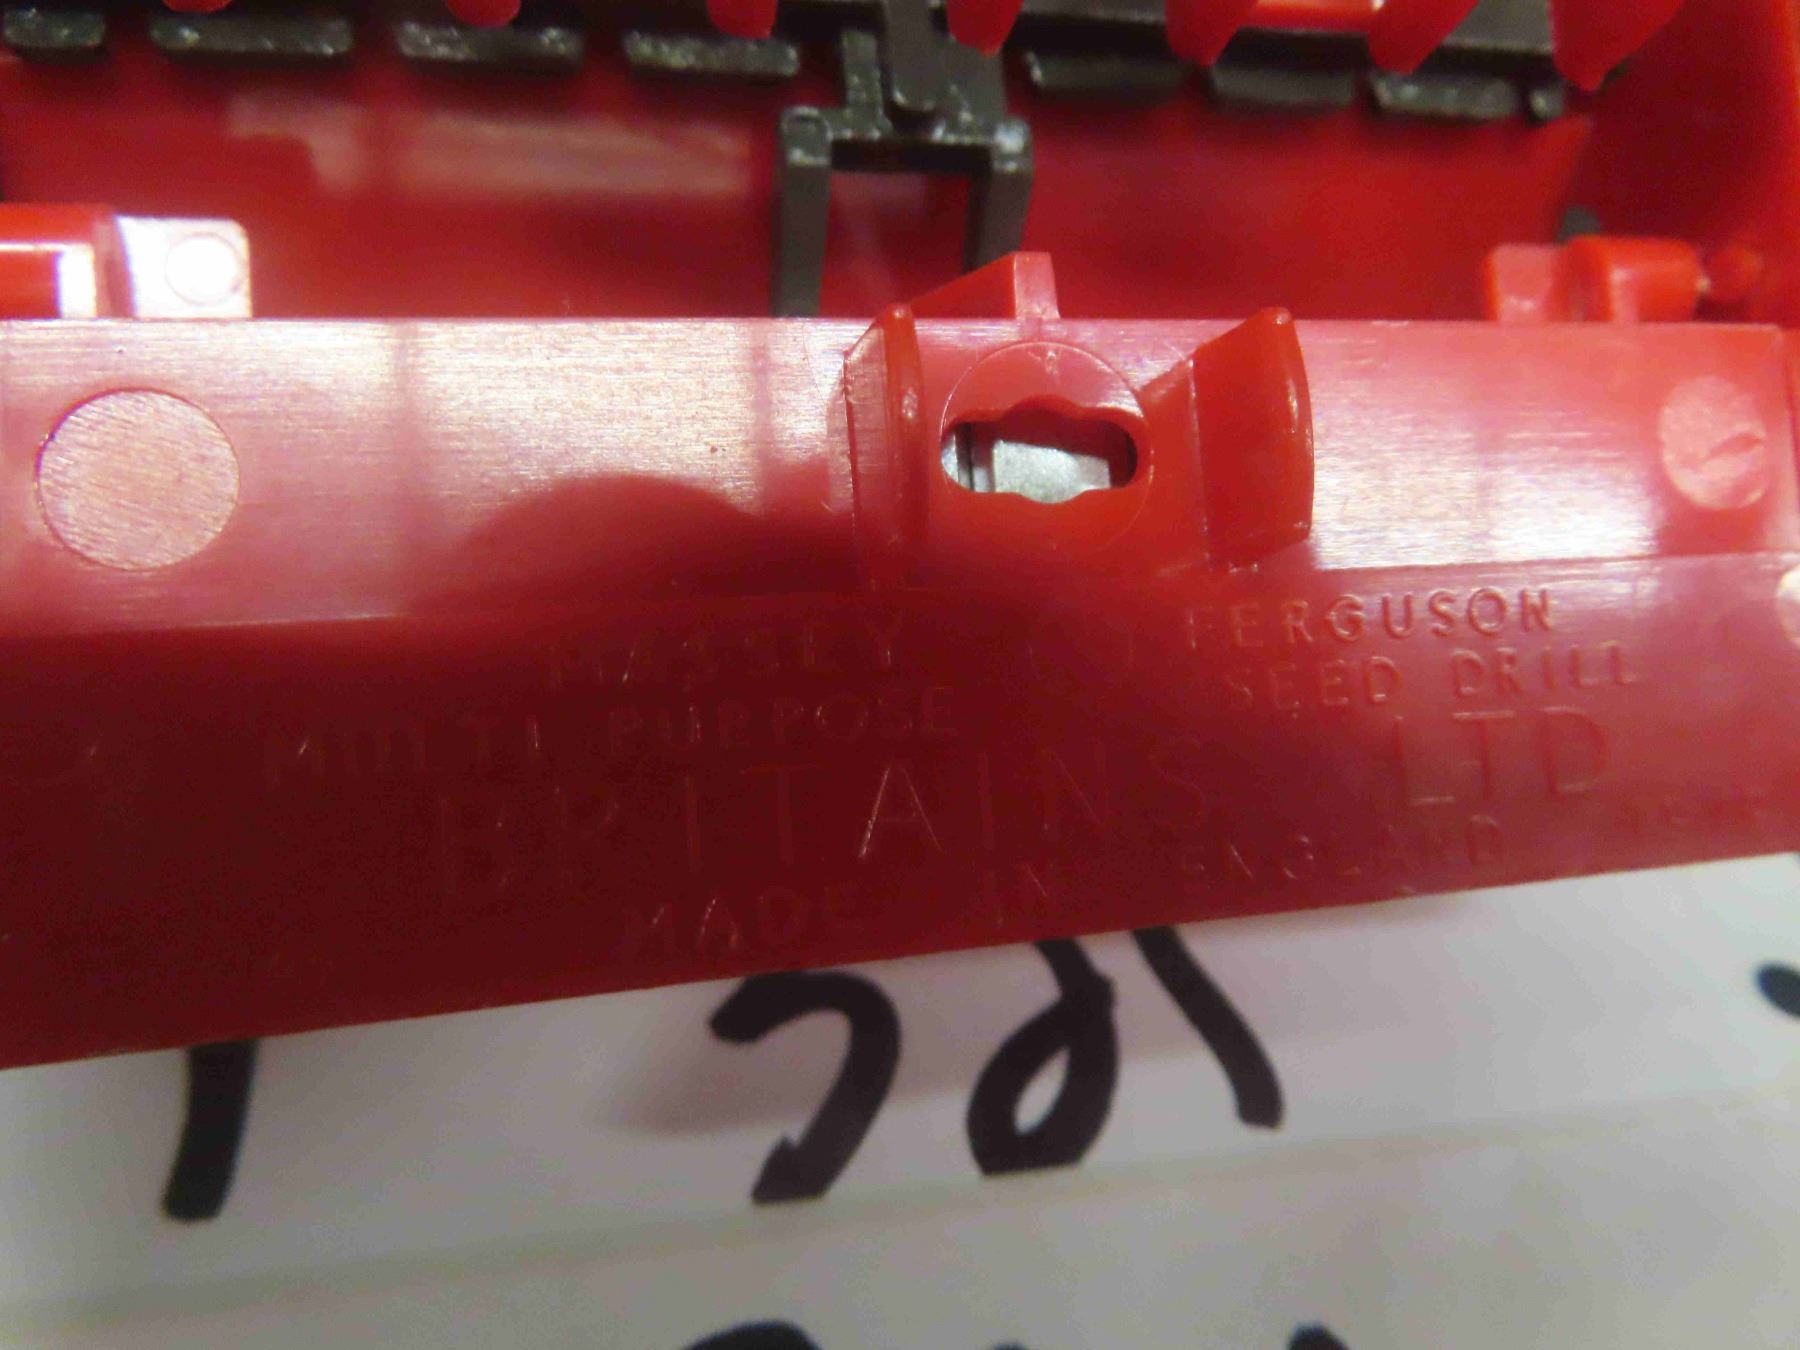 MASSEY FERGUSON
MULTI PURPOSE SEED DRILL
BRITAINS LTD
MADE IN ENGLAND